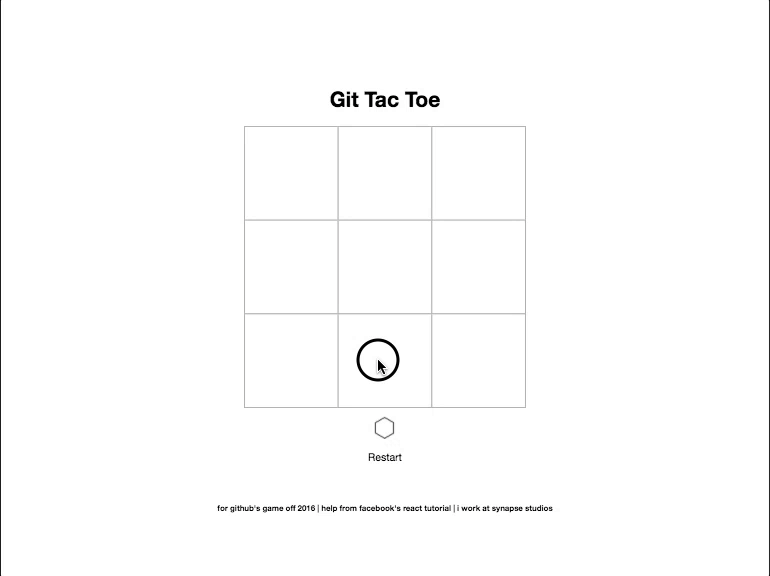 Git Tac Toe
Restart
for github's game off 2016 | help from facebook's react tutorial | i work at synapse studios